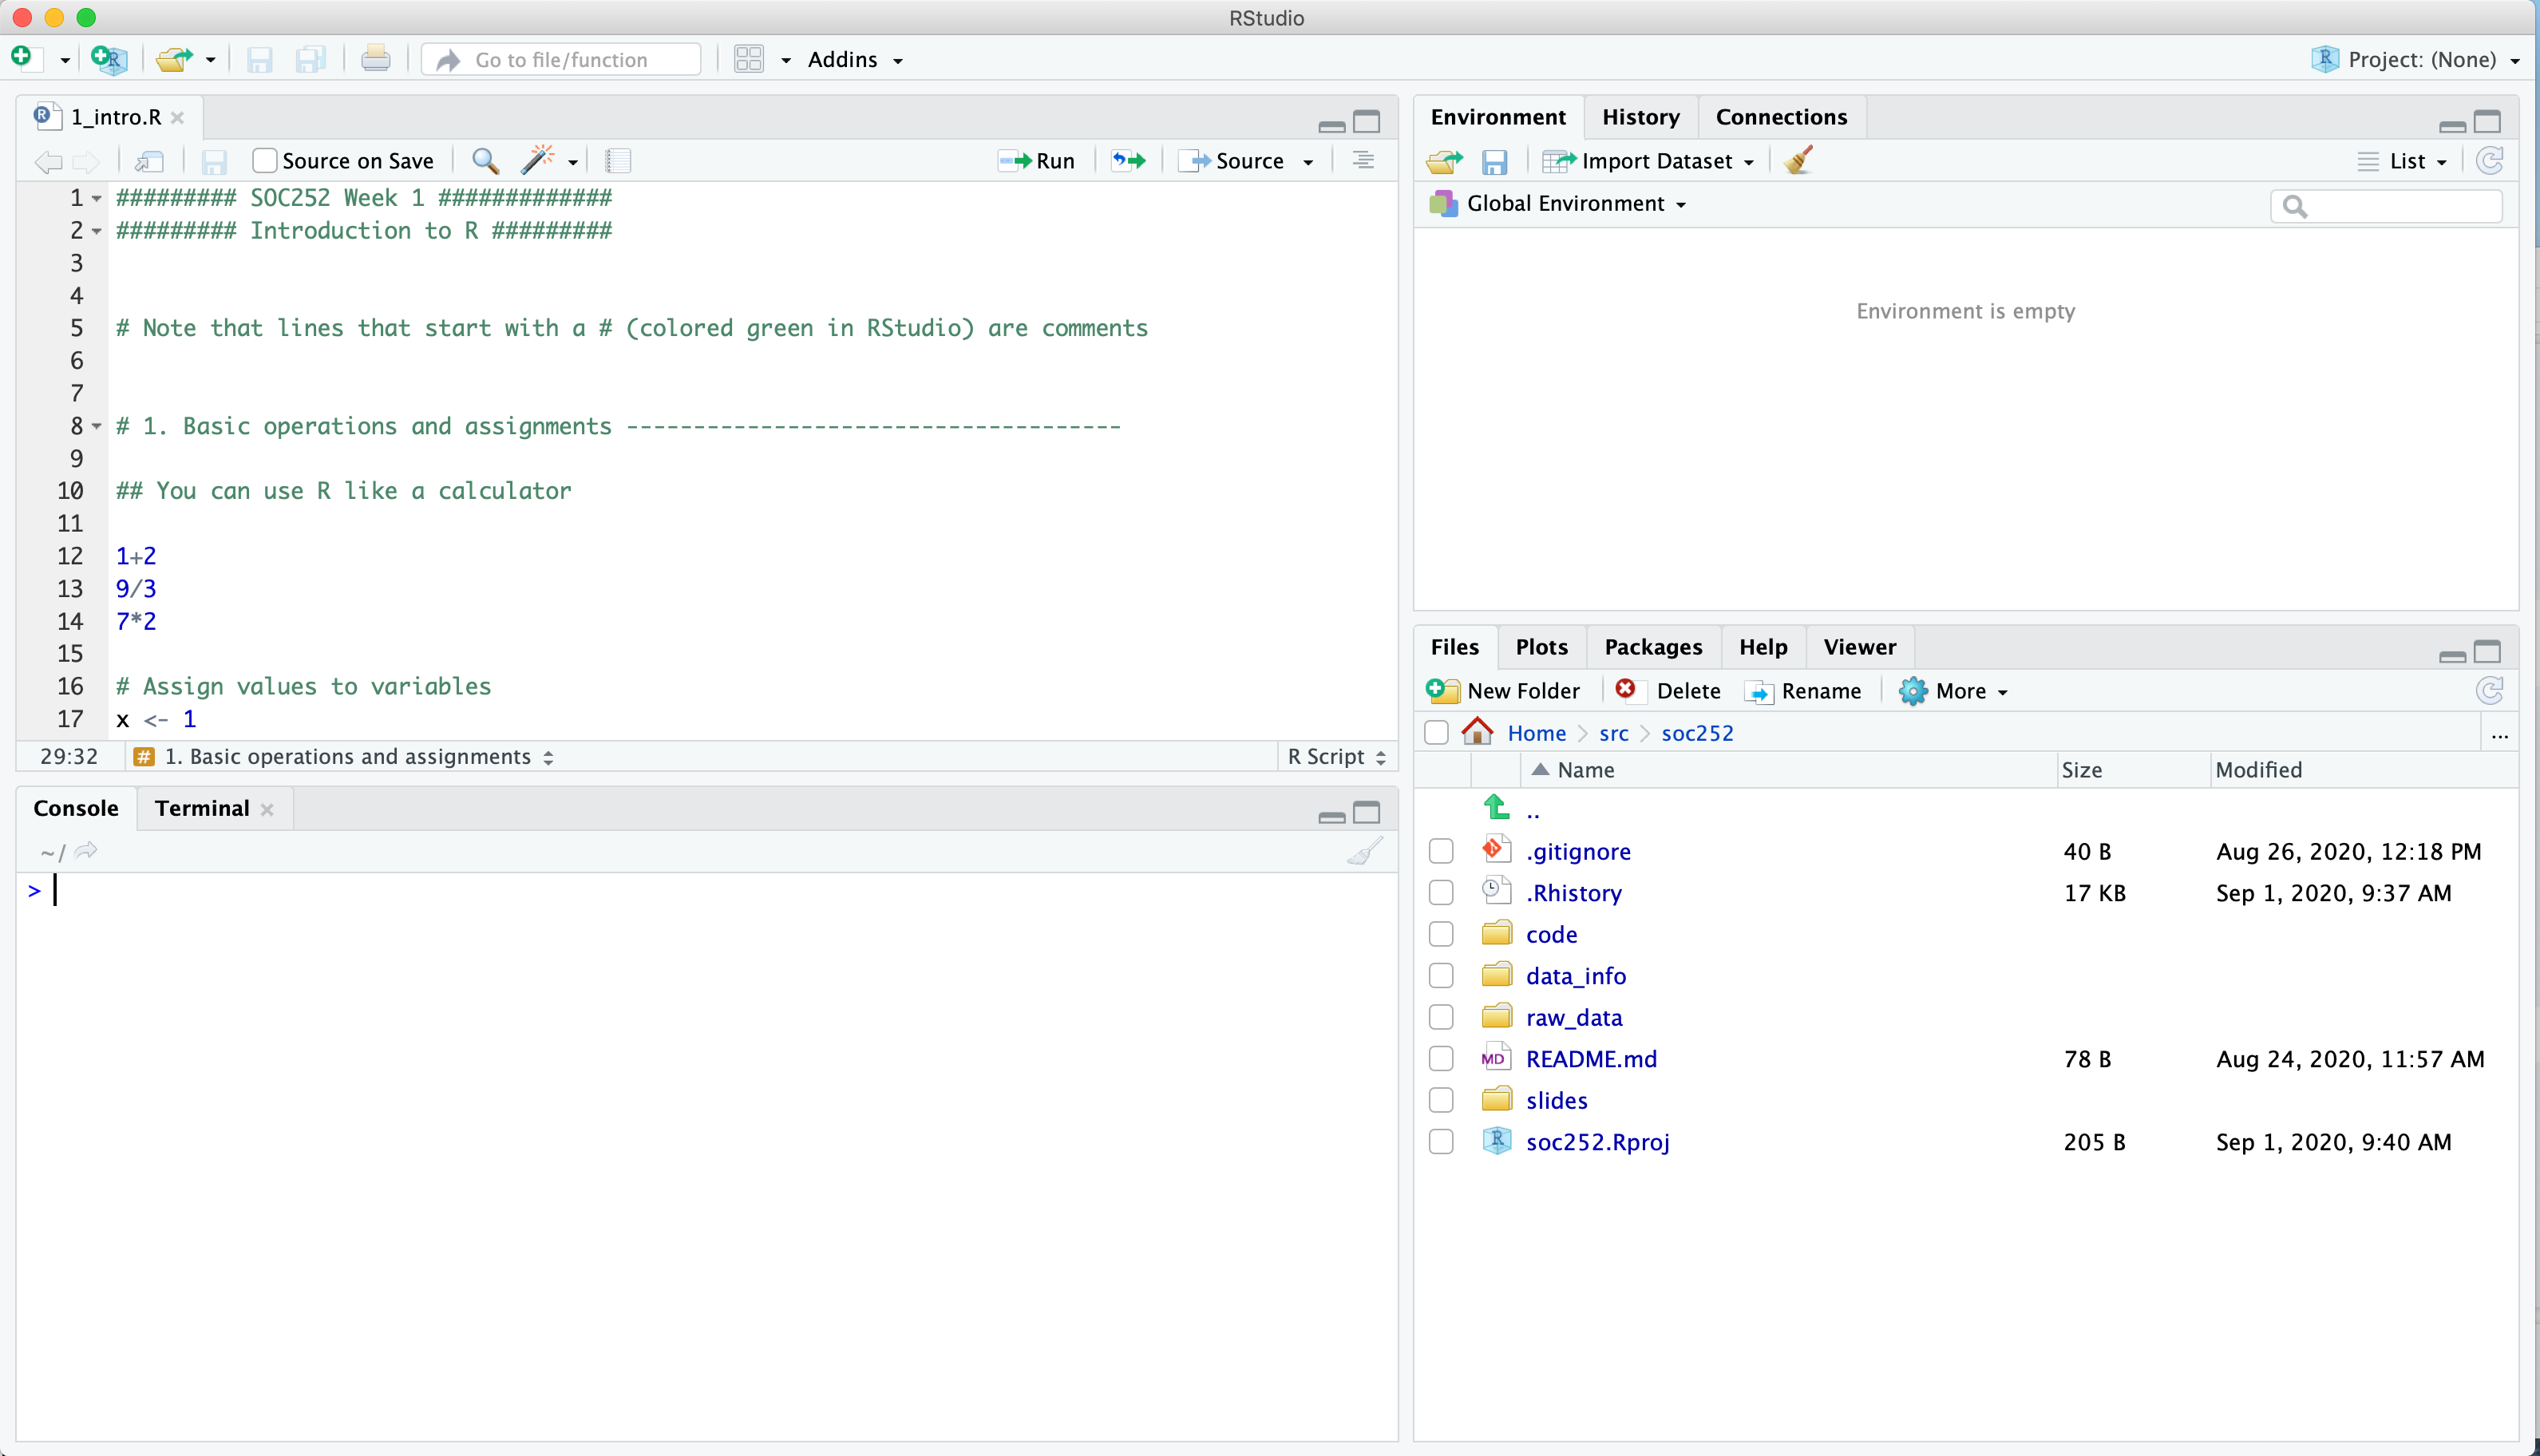 RStudio
Go to file/function
Addins
Project: (None)
1_intro.R
Source on Save
Run
Source
1 ######### SOC252 Week 1 #############
2 ######### Introduction to R #########
3
4
5 # Note that lines that start with a # (colored green in RStudio) are comments
6
7
8 # 1. Basic operations and assignments -------------------------------------
9
10 ## You can use R like a calculator
11
12 1+2
13 9/3
14 7*2
15
16 # Assign values to variables
17 x <- 1
29:32 # 1. Basic operations and assignments R Script
Console Terminal
~/
>
Environment History Connections
Import Dataset List
Global Environment
Environment is empty
Files Plots Packages Help Viewer
New Folder Delete Rename More
Home src soc252 ...
Name Size Modified
..
.gitignore 40 B Aug 26, 2020, 12:18 PM
.Rhistory 17 KB Sep 1, 2020, 9:37 AM
code
data_info
raw_data
MD README.md 78 B Aug 24, 2020, 11:57 AM
slides
soc252.Rproj 205 B Sep 1, 2020, 9:40 AM